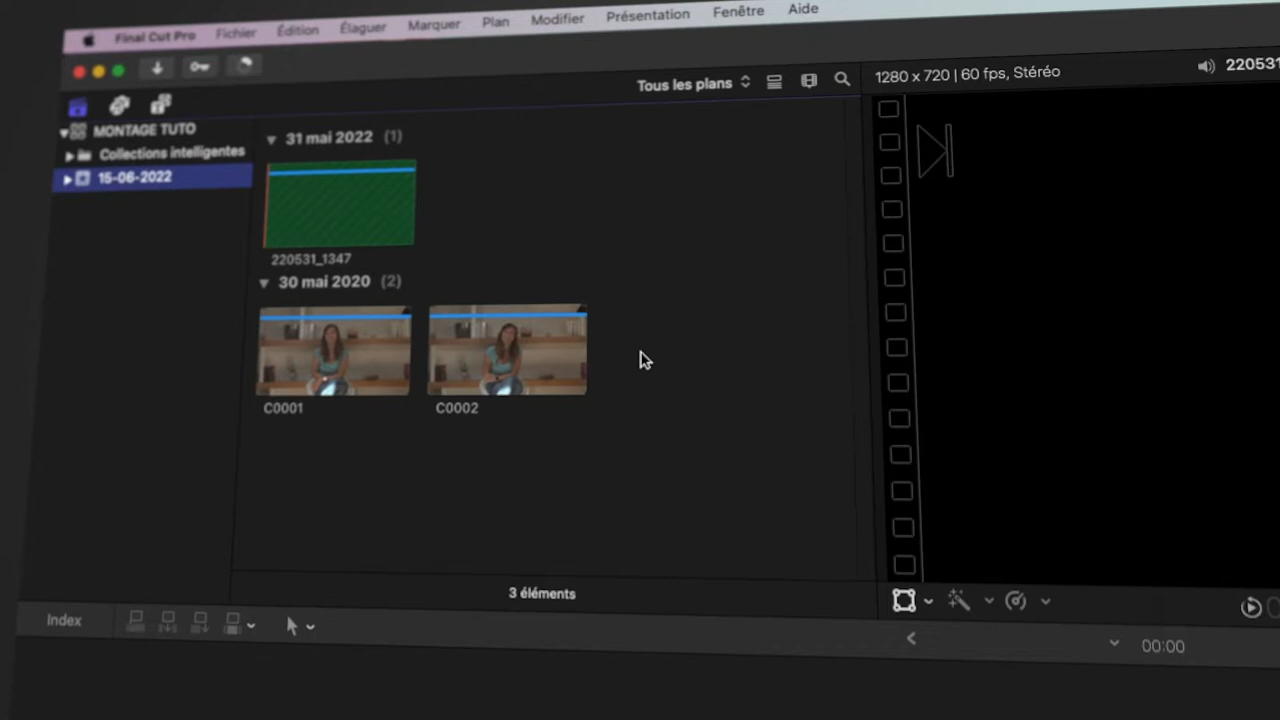 Final Cut Pro Fichier Édition Élaguer Marquer Plan Modifier Présentation Fenêtre Aide
Tous les plans
1280 x 720 | 60 fps, Stéréo
220531
MONTAGE TUTO
Collections intelligentes
15-06-2022
31 mai 2022 (1)
220531_1347
30 mai 2020 (2)
C0001
C0002
3 éléments
Index
00:00